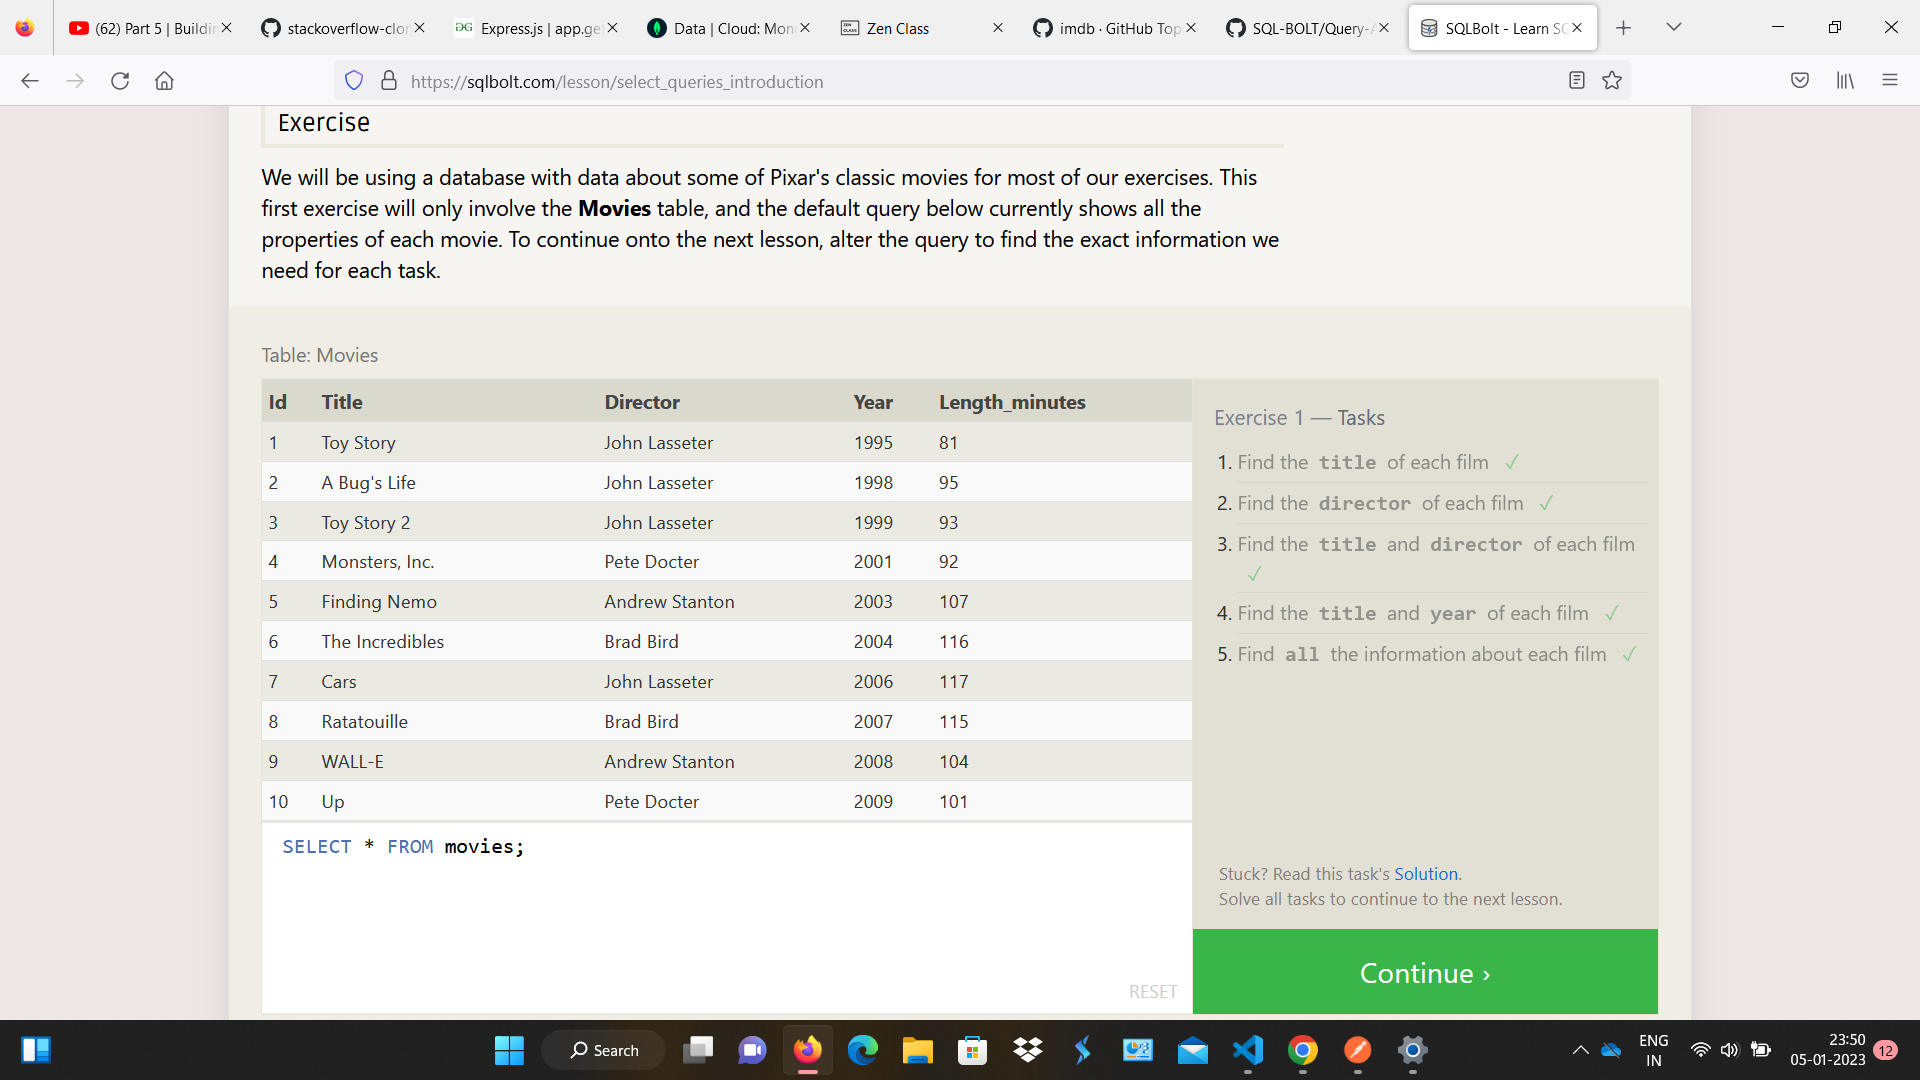 (62) Part 5 | Buildin
stackoverflow-clon
Express.js | app.ge
Data | Cloud: Mon
Zen Class
imdb · GitHub Top
SQL-BOLT/Query-A
SQLBolt - Learn SQ
https://sqlbolt.com/lesson/select_queries_introduction
Exercise
We will be using a database with data about some of Pixar's classic movies for most of our exercises. This
first exercise will only involve the Movies table, and the default query below currently shows all the
properties of each movie. To continue onto the next lesson, alter the query to find the exact information we
need for each task.
Table: Movies
Id Title Director Year Length_minutes
1 Toy Story John Lasseter 1995 81
2 A Bug's Life John Lasseter 1998 95
3 Toy Story 2 John Lasseter 1999 93
4 Monsters, Inc. Pete Docter 2001 92
5 Finding Nemo Andrew Stanton 2003 107
6 The Incredibles Brad Bird 2004 116
7 Cars John Lasseter 2006 117
8 Ratatouille Brad Bird 2007 115
9 WALL-E Andrew Stanton 2008 104
10 Up Pete Docter 2009 101
SELECT * FROM movies;
RESET
Exercise 1 — Tasks
1. Find the title of each film ✓
2. Find the director of each film ✓
3. Find the title and director of each film
✓
4. Find the title and year of each film ✓
5. Find all the information about each film ✓
Stuck? Read this task's Solution.
Solve all tasks to continue to the next lesson.
Continue ›
Search
ENG
IN
23:50
05-01-2023
12